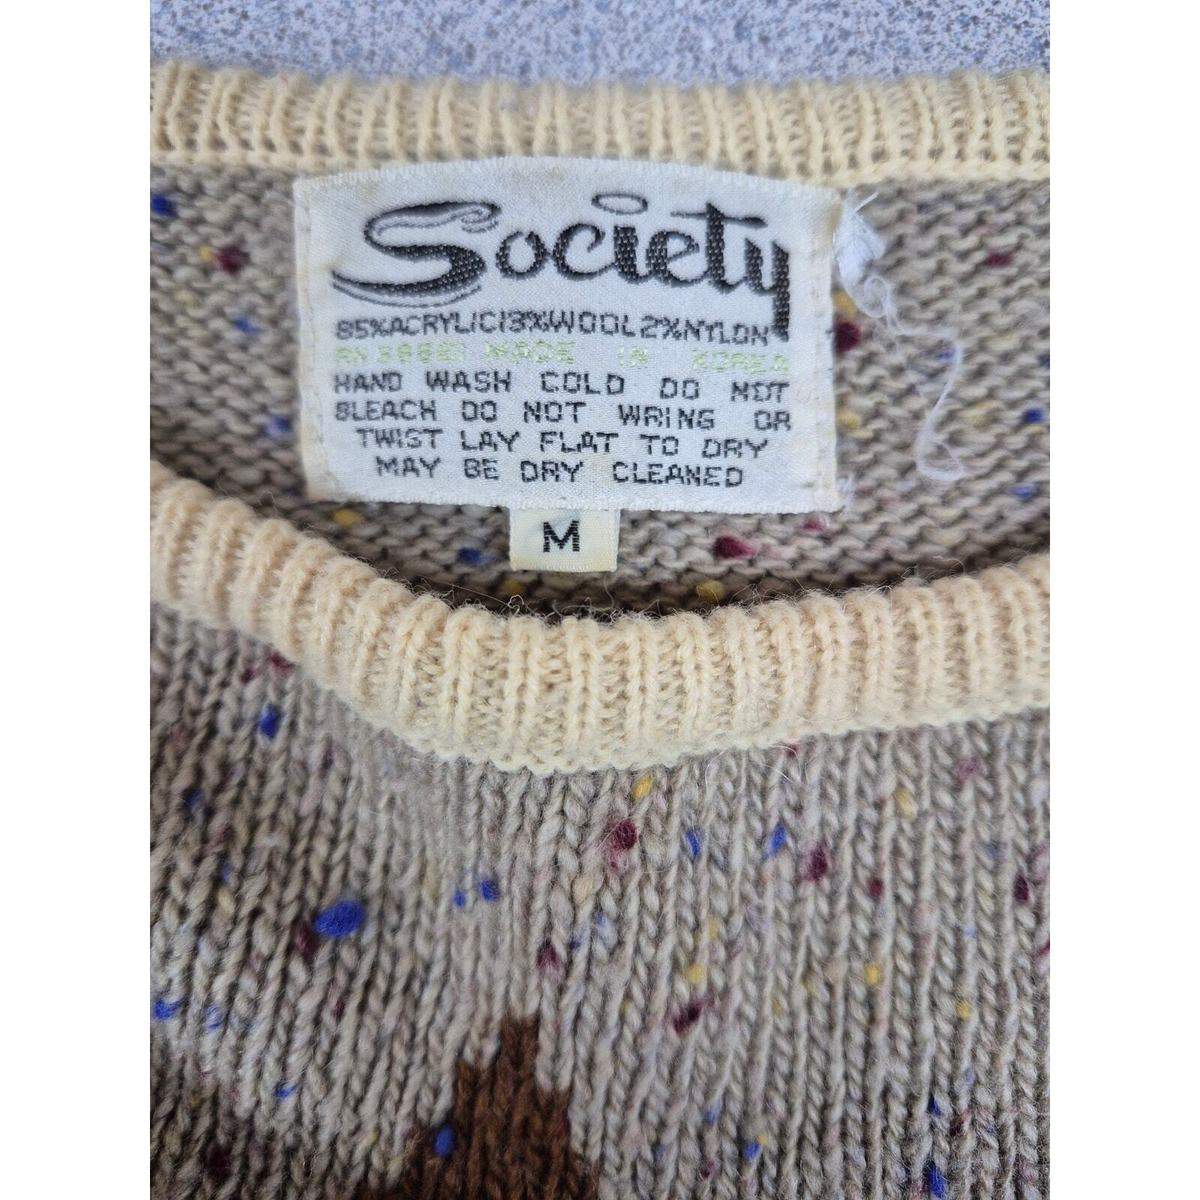 Society
85%ACRYLIC13%WOOL2%NYLON
RN MADE IN KOREA
HAND WASH COLD DO NOT
BLEACH DO NOT WRING OR
TWIST LAY FLAT TO DRY
MAY BE DRY CLEANED
M